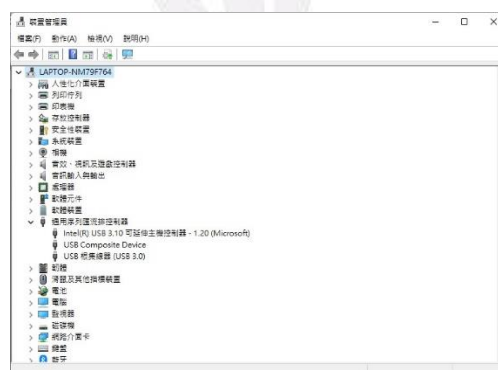 裝置管理員
檔案(F) 動作(A) 檢視(V) 說明(H)
LAPTOP-NM79F764
人性化介面裝置
列印佇列
印表機
存放控制器
安全性裝置
系統裝置
相機
音效、視訊及遊戲控制器
音訊輸入與輸出
處理器
軟體元件
軟體裝置
通用序列匯流排控制器
Intel(R) USB 3.10 可延伸主機控制器 - 1.20 (Microsoft)
USB Composite Device
USB 根集線器 (USB 3.0)
韌體
滑鼠及其他指標裝置
電池
電腦
監視器
磁碟機
網路介面卡
鍵盤
藍牙